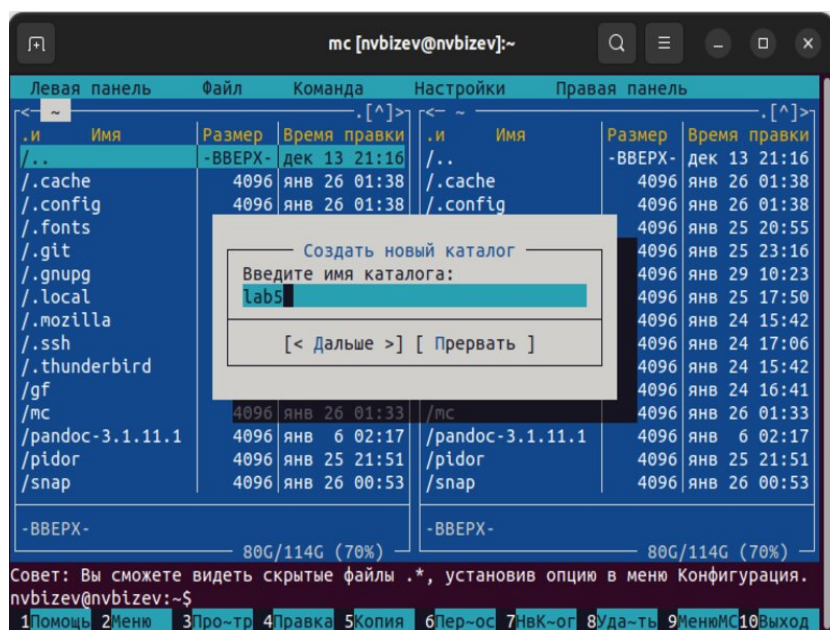 mc [nvbizev@nvbizev]:~
Левая панель Файл Команда Настройки Правая панель
<— ~ .[^]> <— ~ .[^]>
.и Имя Размер Время правки .и Имя Размер Время правки
/.. -ВВЕРХ- дек 13 21:16 /.. -ВВЕРХ- дек 13 21:16
/.cache 4096 янв 26 01:38 /.cache 4096 янв 26 01:38
/.config 4096 янв 26 01:38 /.config 4096 янв 26 01:38
/.fonts 4096 янв 25 20:55
/.git Создать новый каталог 4096 янв 25 23:16
/.gnupg Введите имя каталога: 4096 янв 29 10:23
/.local lab5 4096 янв 25 17:50
/.mozilla 4096 янв 24 15:42
/.ssh [< Дальше >] [ Прервать ] 4096 янв 24 17:06
/.thunderbird 4096 янв 24 15:42
/gf 4096 янв 24 16:41
/mc 4096 янв 26 01:33 /mc 4096 янв 26 01:33
/pandoc-3.1.11.1 4096 янв 6 02:17 /pandoc-3.1.11.1 4096 янв 6 02:17
/pidor 4096 янв 25 21:51 /pidor 4096 янв 25 21:51
/snap 4096 янв 26 00:53 /snap 4096 янв 26 00:53
-ВВЕРХ- -ВВЕРХ-
80G/114G (70%) 80G/114G (70%)
Совет: Вы сможете видеть скрытые файлы .*, установив опцию в меню Конфигурация.
nvbizev@nvbizev:~$
1Помощь 2Меню 3Про~тр 4Правка 5Копия 6Пер~ос 7НвК~ог 8Уда~ть 9МенюMC 10Выход